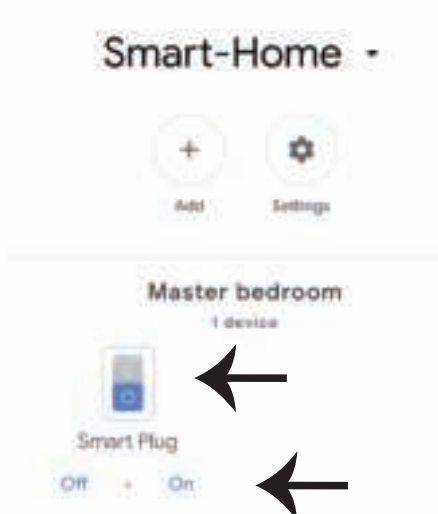 Smart-Home
Add Settings
Master bedroom
1 device
Smart Plug
Off • On